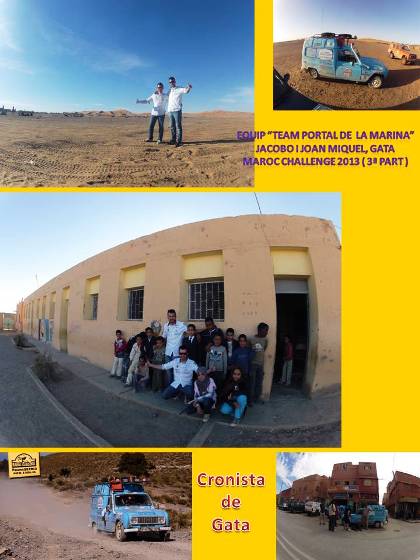 EQUIP "TEAM PORTAL DE LA MARINA"
JACOBO I JOAN MIQUEL, GATA
MAROC CHALLENGE 2013 ( 3ª PART )
Cronista
de
Gata